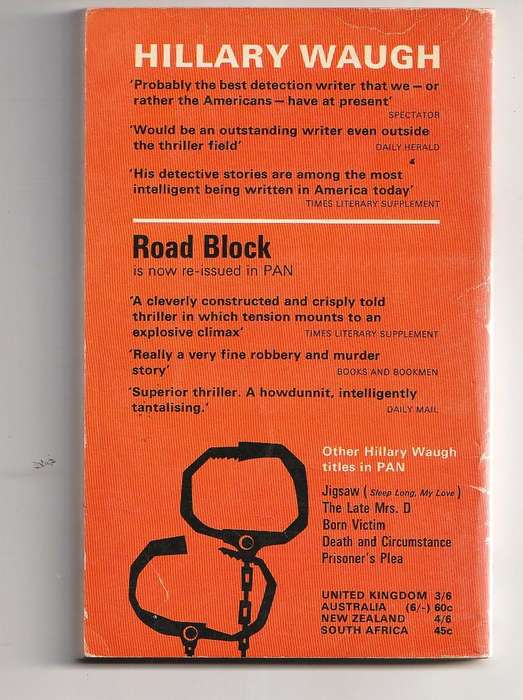 HILLARY WAUGH
'Probably the best detection writer that we – or
rather the Americans – have at present'
SPECTATOR
'Would be an outstanding writer even outside
the thriller field' DAILY HERALD
'His detective stories are among the most
intelligent being written in America today'
TIMES LITERARY SUPPLEMENT
Road Block
is now re-issued in PAN
'A cleverly constructed and crisply told
thriller in which tension mounts to an
explosive climax' TIMES LITERARY SUPPLEMENT
'Really a very fine robbery and murder
story' BOOKS AND BOOKMEN
'Superior thriller. A howdunnit, intelligently
tantalising.' DAILY MAIL
Other Hillary Waugh
titles in PAN
Jigsaw ( Sleep Long, My Love )
The Late Mrs. D
Born Victim
Death and Circumstance
Prisoner's Plea
UNITED KINGDOM 3/6
AUSTRALIA (6/-) 60c
NEW ZEALAND 4/6
SOUTH AFRICA 45c